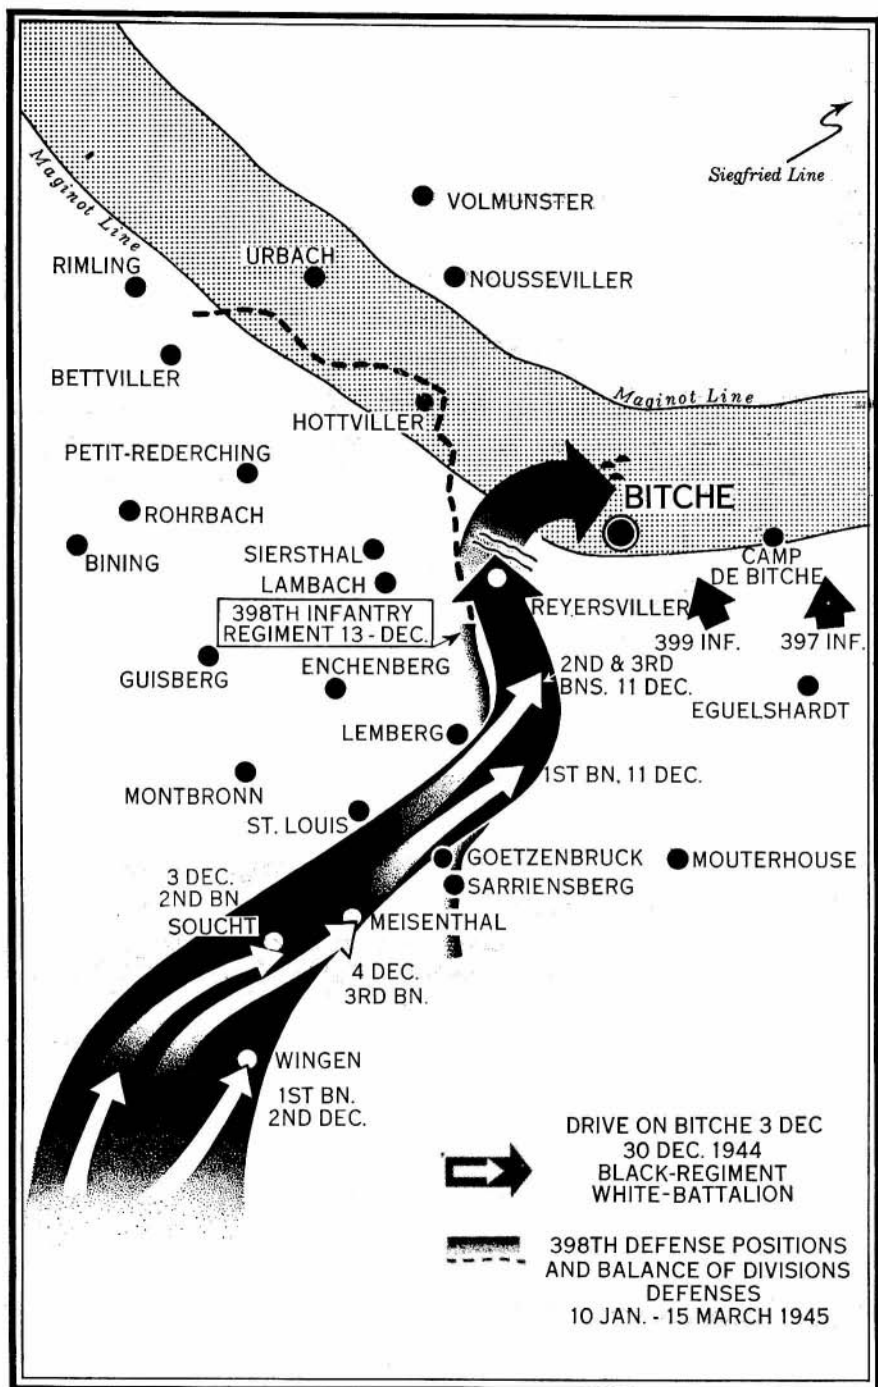 Maginot Line
Siegfried Line
VOLMUNSTER
URBACH
RIMLING
NOUSSEVILLER
BETTVILLER
Maginot Line
HOTTVILLER
PETIT-REDERCHING
BITCHE
ROHRBACH
BINING
SIERSTHAL
CAMP
DE BITCHE
LAMBACH
398TH INFANTRY
REGIMENT 13 - DEC.
REYERSVILLER
399 INF.
397 INF.
GUISBERG
ENCHENBERG
2ND & 3RD
BNS. 11 DEC.
EGUELSHARDT
LEMBERG
MONTBRONN
1ST BN, 11 DEC.
ST. LOUIS
GOETZENBRUCK
MOUTERHOUSE
3 DEC.
2ND BN
SOUCHT
SARRIENSBERG
MEISENTHAL
4 DEC.
3RD BN.
WINGEN
1ST BN.
2ND DEC.
DRIVE ON BITCHE 3 DEC
30 DEC. 1944
BLACK-REGIMENT
WHITE-BATTALION
398TH DEFENSE POSITIONS
AND BALANCE OF DIVISIONS
DEFENSES
10 JAN. - 15 MARCH 1945